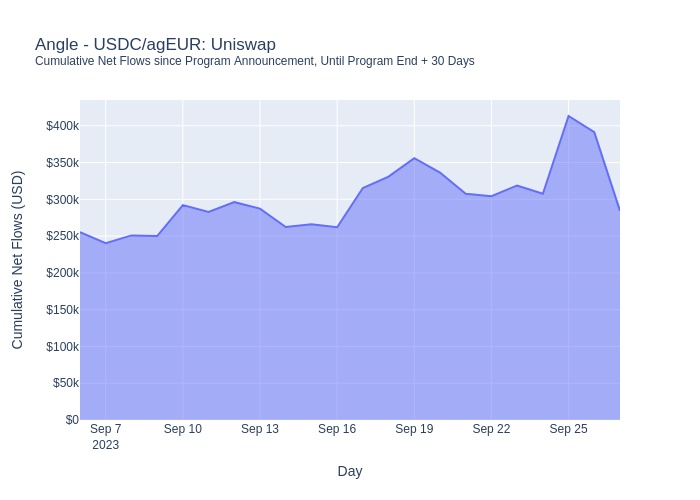 Angle - USDC/agEUR: Uniswap
Cumulative Net Flows since Program Announcement, Until Program End + 30 Days
Cumulative Net Flows (USD)
$400k
$350k
$300k
$250k
$200k
$150k
$100k
$50k
$0
Sep 7
2023
Sep 10
Sep 13
Sep 16
Sep 19
Sep 22
Sep 25
Day